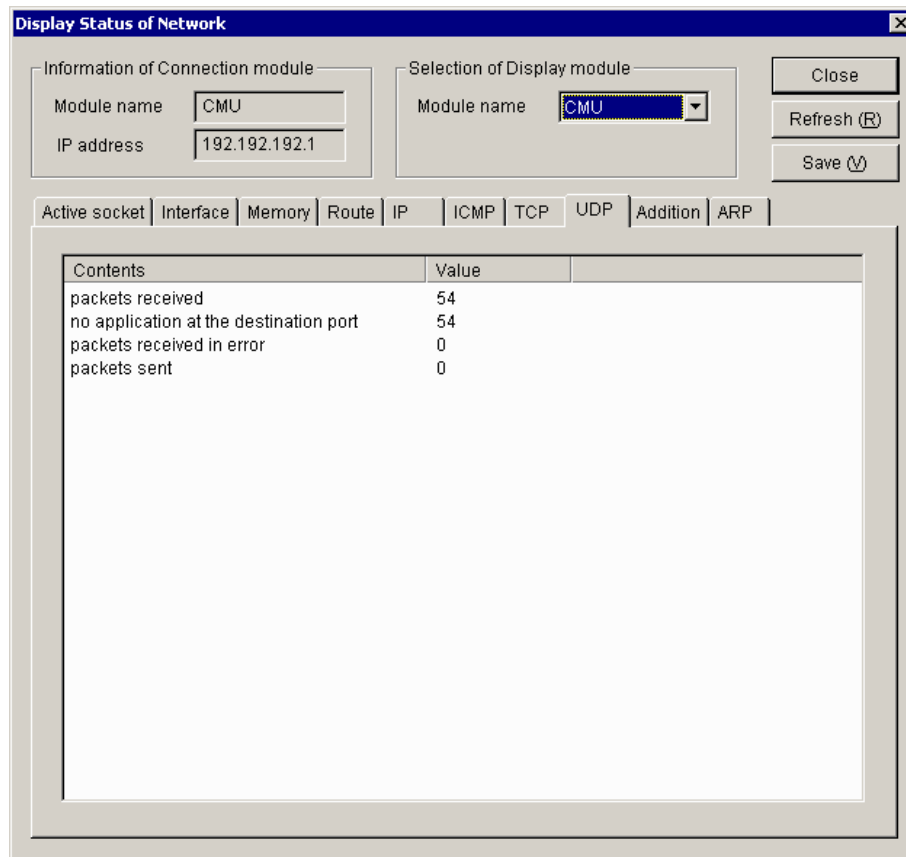 Display Status of Network
Information of Connection module
Module name CMU
IP address 192.192.192.1
Selection of Display module
Module name CMU
Close
Refresh (R)
Save (V)
Active socket Interface Memory Route IP ICMP TCP UDP Addition ARP
Contents Value
packets received 54
no application at the destination port 54
packets received in error 0
packets sent 0